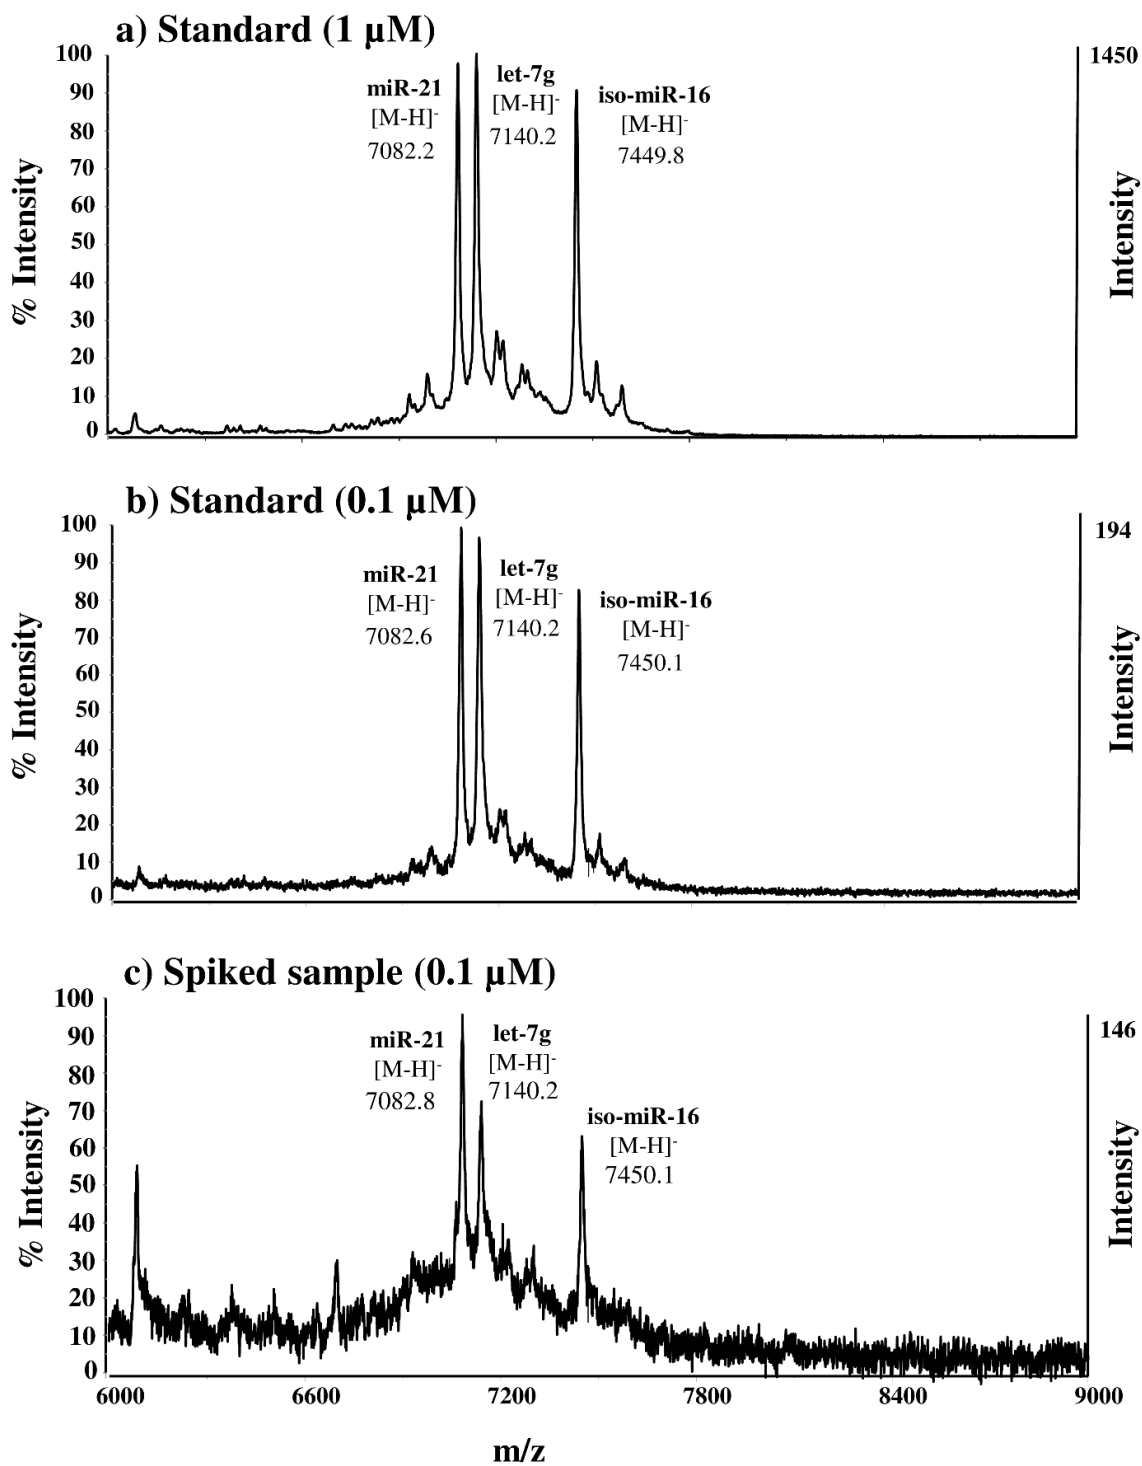 a) Standard (1 µM)
100
90
80
70
60
50
40
30
20
10
0
% Intensity
miR-21
[M-H]-
7082.2
let-7g
[M-H]-
7140.2
iso-miR-16
[M-H]-
7449.8
1450
Intensity
b) Standard (0.1 µM)
100
90
80
70
60
50
40
30
20
10
0
% Intensity
miR-21
[M-H]-
7082.6
let-7g
[M-H]-
7140.2
iso-miR-16
[M-H]-
7450.1
194
Intensity
c) Spiked sample (0.1 µM)
100
90
80
70
60
50
40
30
20
10
0
% Intensity
miR-21
[M-H]-
7082.8
let-7g
[M-H]-
7140.2
iso-miR-16
[M-H]-
7450.1
146
Intensity
6000 6600 7200 7800 8400 9000
m/z